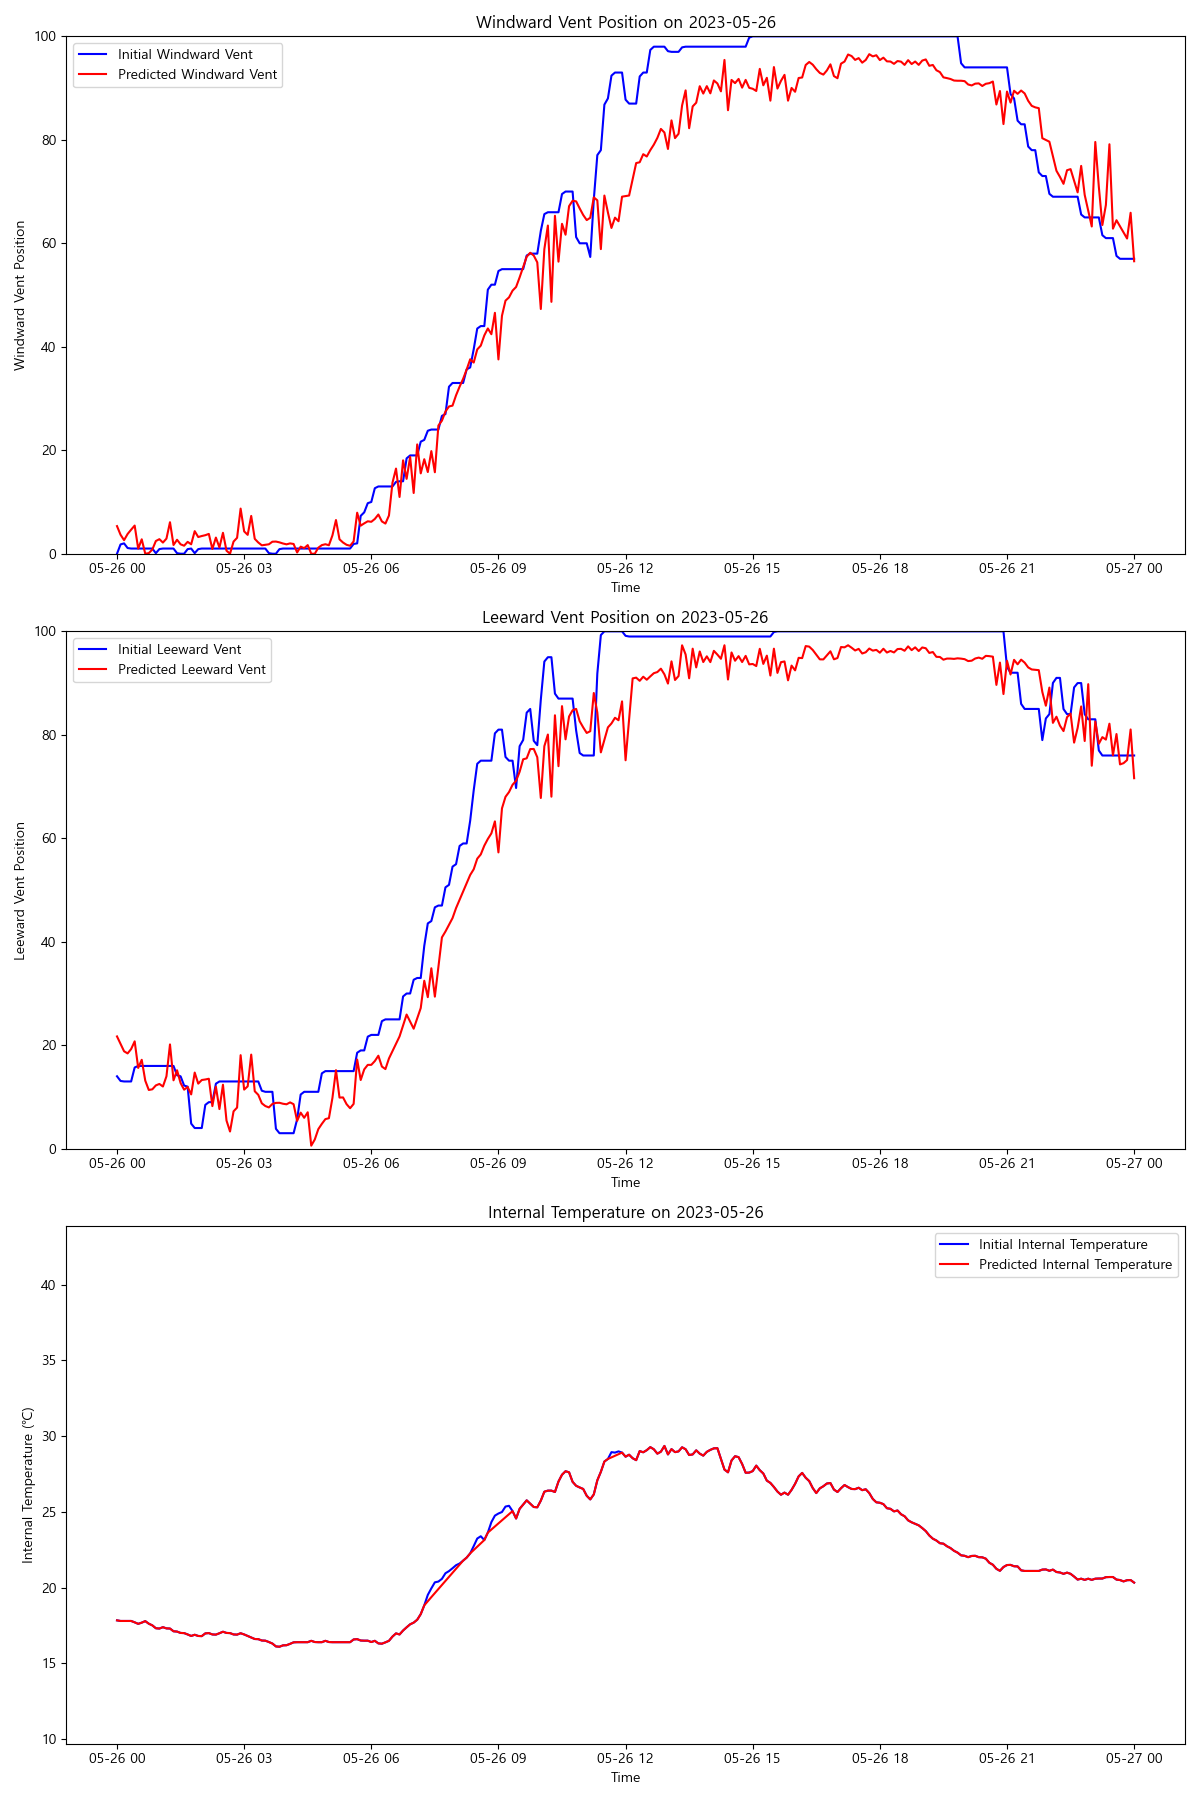 Windward Vent Position on 2023-05-26
100
80
60
40
20
0
Windward Vent Position
Initial Windward Vent
Predicted Windward Vent
05-26 00 05-26 03 05-26 06 05-26 09 05-26 12 05-26 15 05-26 18 05-26 21 05-27 00
Time
Leeward Vent Position on 2023-05-26
100
80
60
40
20
0
Leeward Vent Position
Initial Leeward Vent
Predicted Leeward Vent
05-26 00 05-26 03 05-26 06 05-26 09 05-26 12 05-26 15 05-26 18 05-26 21 05-27 00
Time
Internal Temperature on 2023-05-26
40
35
30
25
20
15
10
Internal Temperature (℃)
Initial Internal Temperature
Predicted Internal Temperature
05-26 00 05-26 03 05-26 06 05-26 09 05-26 12 05-26 15 05-26 18 05-26 21 05-27 00
Time